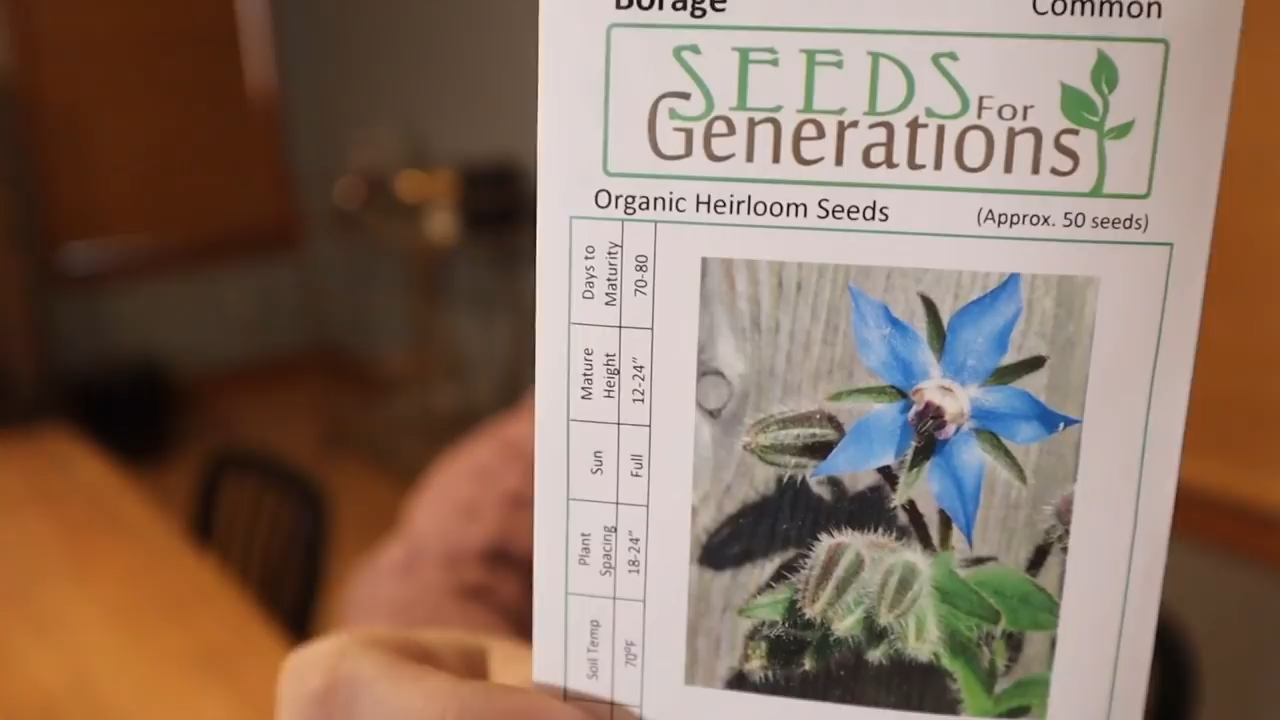 Borage Common
SEEDS For
Generations
Organic Heirloom Seeds (Approx. 50 seeds)
Days to
Maturity
70-80
Mature
Height
12-24"
Sun
Full
Plant
Spacing
18-24"
Soil Temp
70ºF